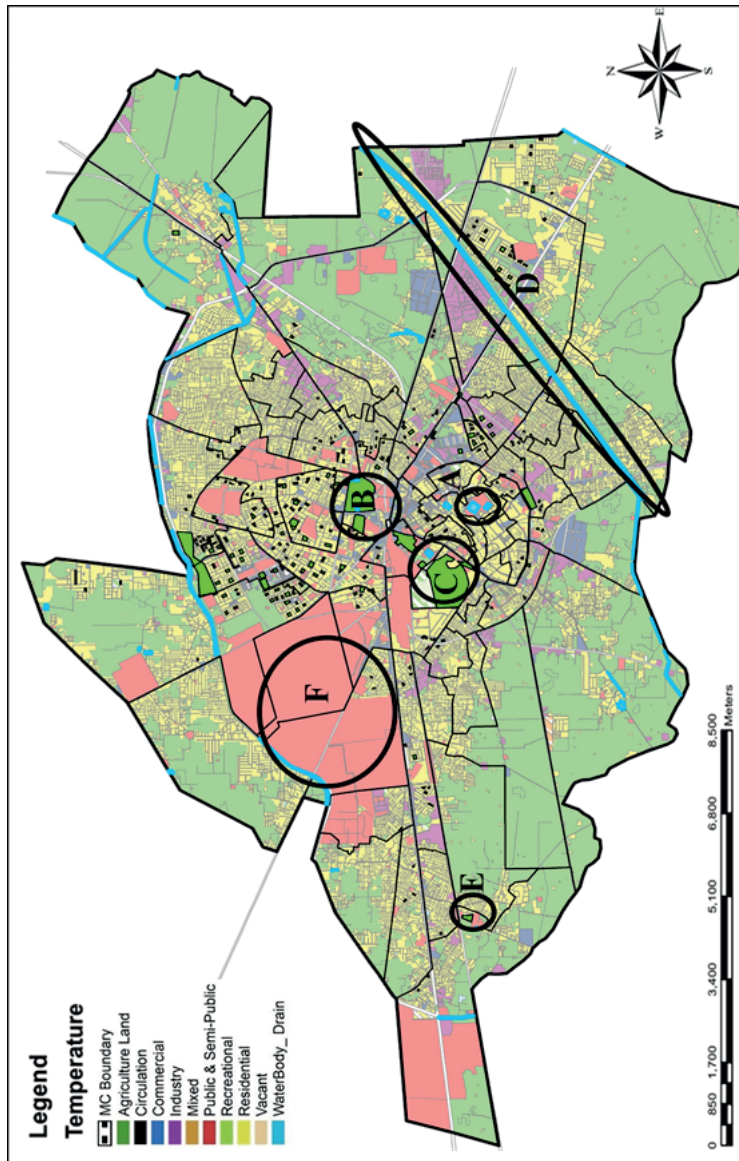 Legend
Temperature
MC Boundary
Agriculture Land
Circulation
Commercial
Industry
Mixed
Public & Semi-Public
Recreational
Residential
Vacant
WaterBody_ Drain
0 850 1,700 3,400 5,100 6,800 8,500
Meters
F
B
C
A
D
E
N
E
S
W